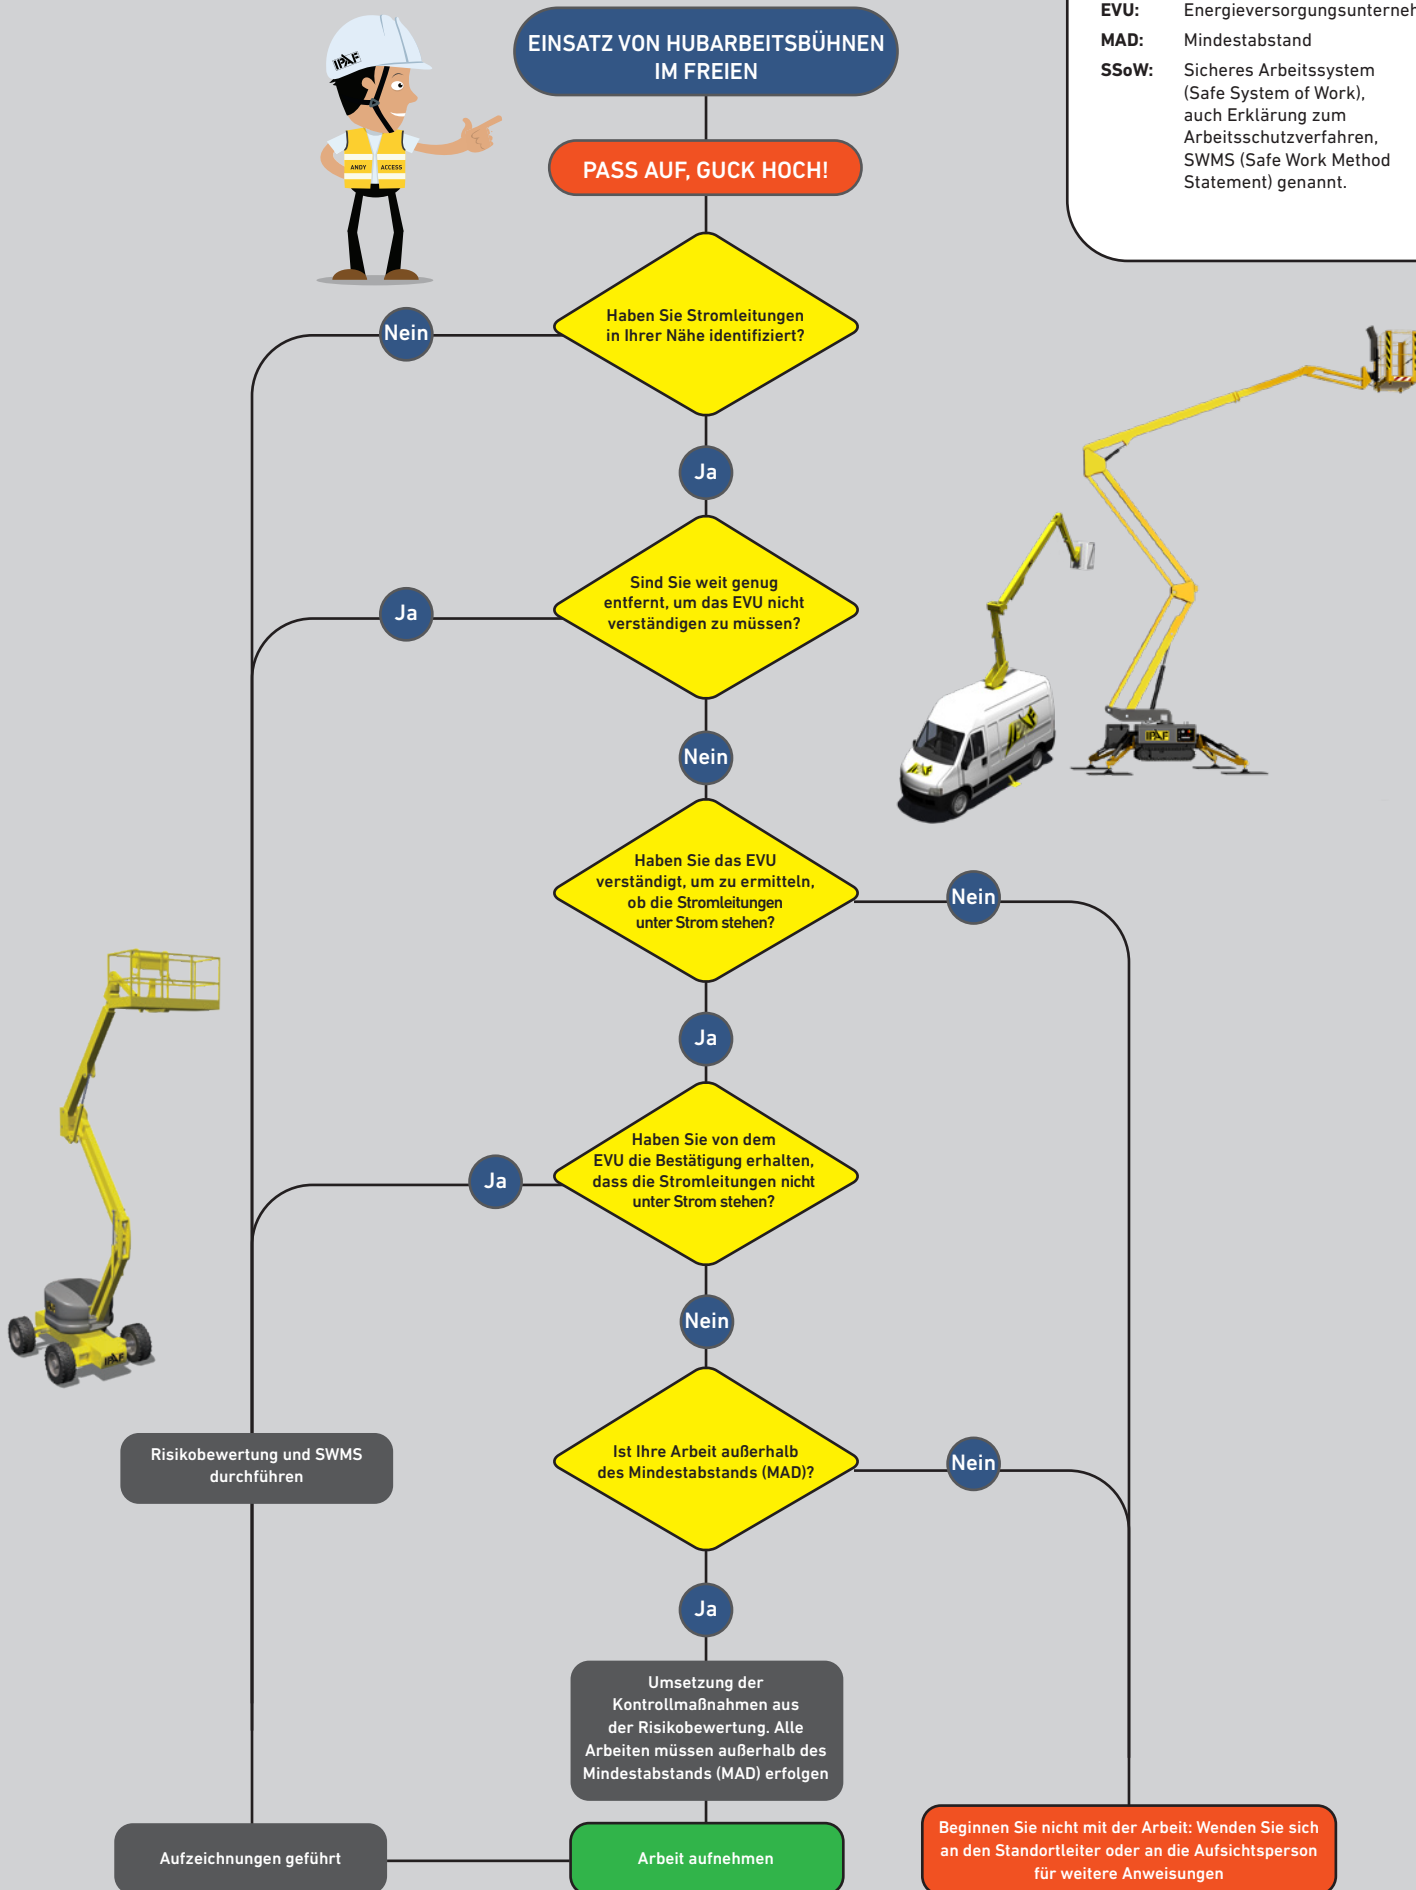 EVU:
MAD: Mindestabstand
SSoW: Sicheres Arbeitssystem
(Safe System of Work),
auch Erklärung zum
Arbeitsschutzverfahren,
SWMS (Safe Work Method
Statement) genannt.
IPAF
ANDY ACCESS
EINSATZ VON HUBARBEITSBÜHNEN
IM FREIEN
PASS AUF, GUCK HOCH!
Haben Sie Stromleitungen
in Ihrer Nähe identifiziert?
Nein
Ja
Sind Sie weit genug
entfernt, um das EVU nicht
verständigen zu müssen?
Ja
Nein
IPAF
IPAF
IPAF
Haben Sie das EVU
verständigt, um zu ermitteln,
ob die Stromleitungen
unter Strom stehen?
Nein
Ja
Haben Sie von dem
EVU die Bestätigung erhalten,
dass die Stromleitungen nicht
unter Strom stehen?
Ja
Nein
IPAF
Ist Ihre Arbeit außerhalb
des Mindestabstands (MAD)?
Nein
Ja
Risikobewertung und SWMS
durchführen
Umsetzung der
Kontrollmaßnahmen aus
der Risikobewertung. Alle
Arbeiten müssen außerhalb des
Mindestabstands (MAD) erfolgen
Aufzeichnungen geführt
Arbeit aufnehmen
Beginnen Sie nicht mit der Arbeit: Wenden Sie sich
an den Standortleiter oder an die Aufsichtsperson
für weitere Anweisungen